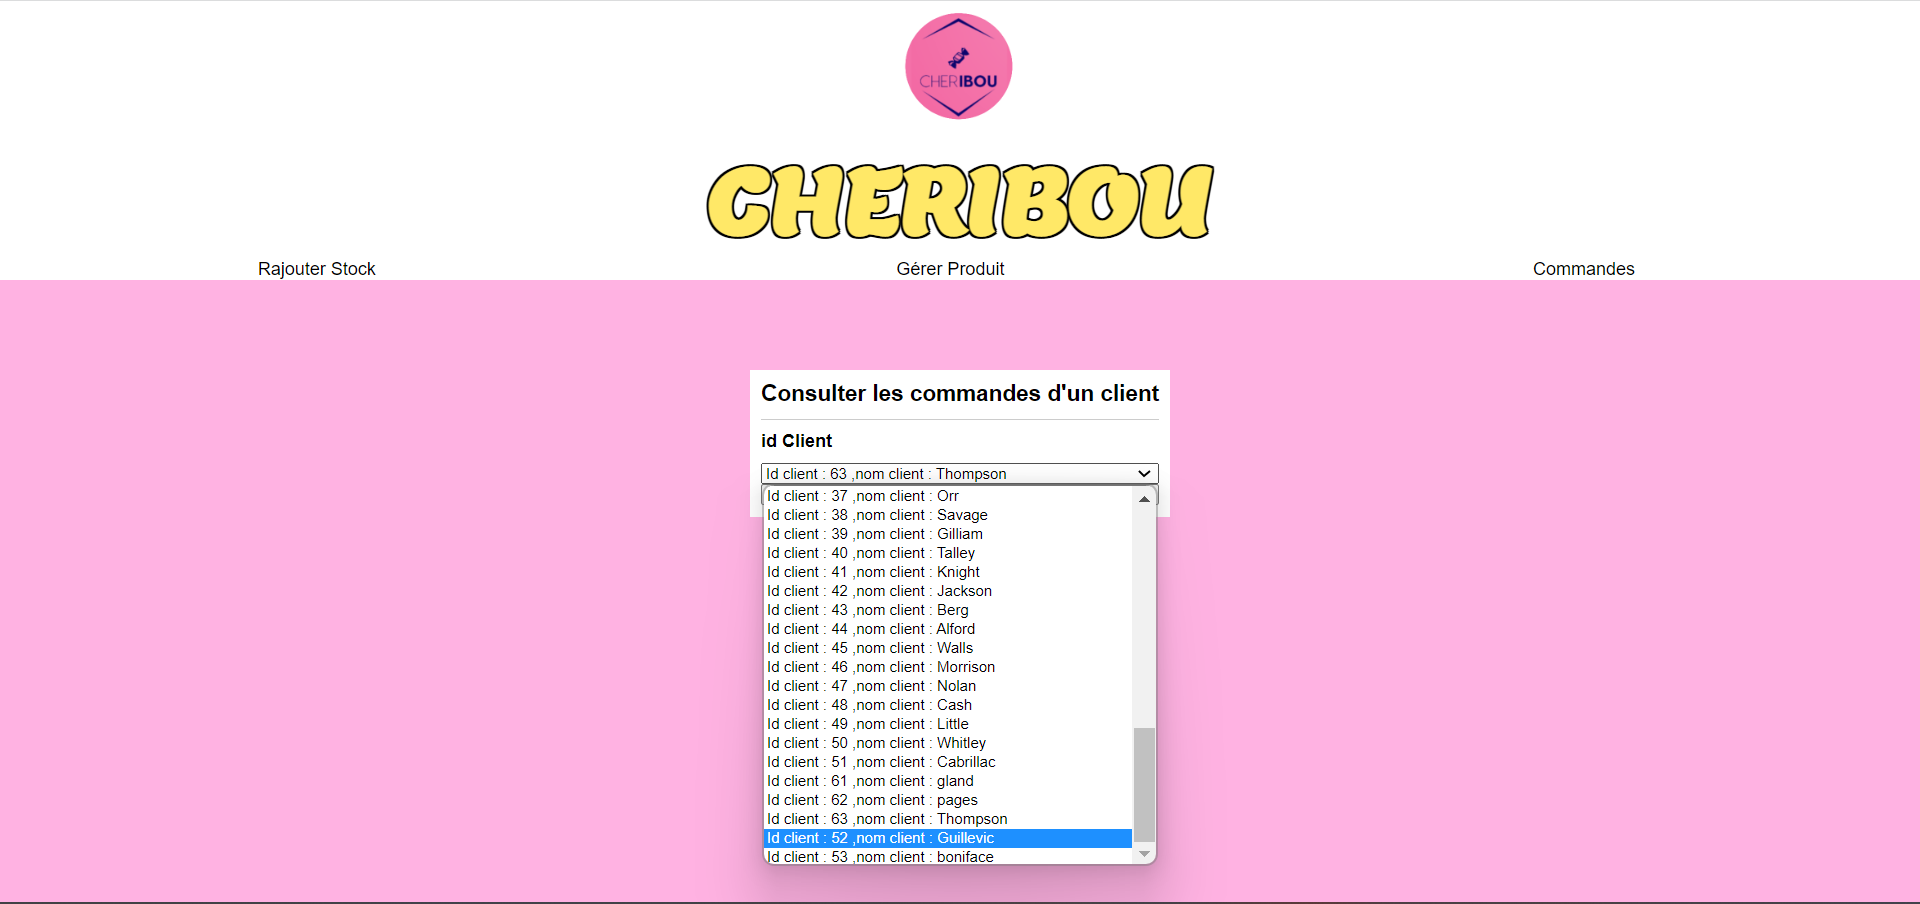 CHERIBOU
CHERIBOU
Rajouter Stock
Gérer Produit
Commandes
Consulter les commandes d'un client
id Client
Id client : 63 ,nom client : Thompson
Id client : 37 ,nom client : Orr
Id client : 38 ,nom client : Savage
Id client : 39 ,nom client : Gilliam
Id client : 40 ,nom client : Talley
Id client : 41 ,nom client : Knight
Id client : 42 ,nom client : Jackson
Id client : 43 ,nom client : Berg
Id client : 44 ,nom client : Alford
Id client : 45 ,nom client : Walls
Id client : 46 ,nom client : Morrison
Id client : 47 ,nom client : Nolan
Id client : 48 ,nom client : Cash
Id client : 49 ,nom client : Little
Id client : 50 ,nom client : Whitley
Id client : 51 ,nom client : Cabrillac
Id client : 61 ,nom client : gland
Id client : 62 ,nom client : pages
Id client : 63 ,nom client : Thompson
Id client : 52 ,nom client : Guillevic
Id client : 53 ,nom client : boniface